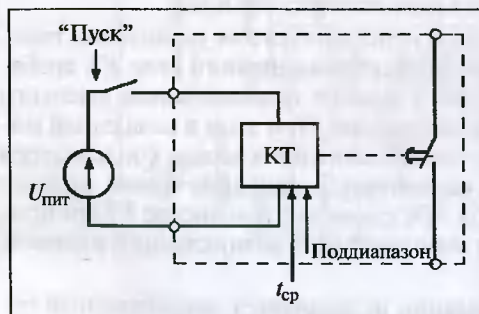 “Пуск”
КТ
Uпит
Поддиапазон
tср